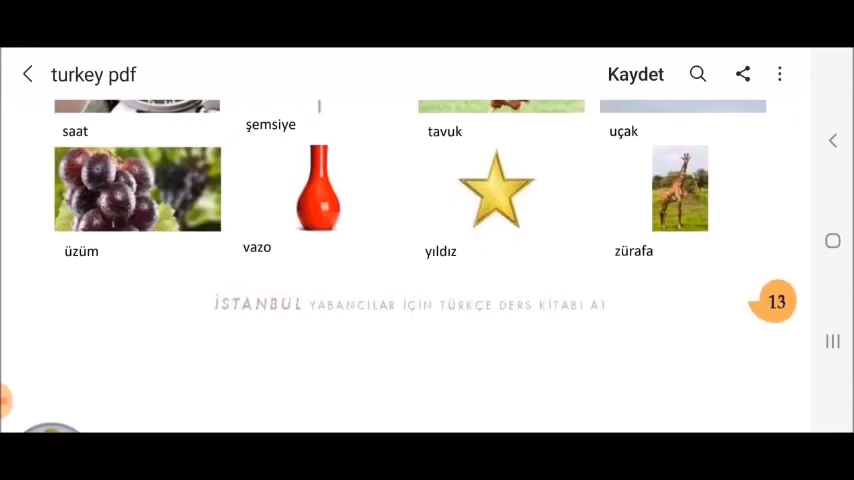 turkey pdf Kaydet
saat şemsiye tavuk uçak
üzüm vazo yıldız zürafa
İSTANBUL YABANCILAR İÇİN TÜRKÇE DERS KİTABI A1 13